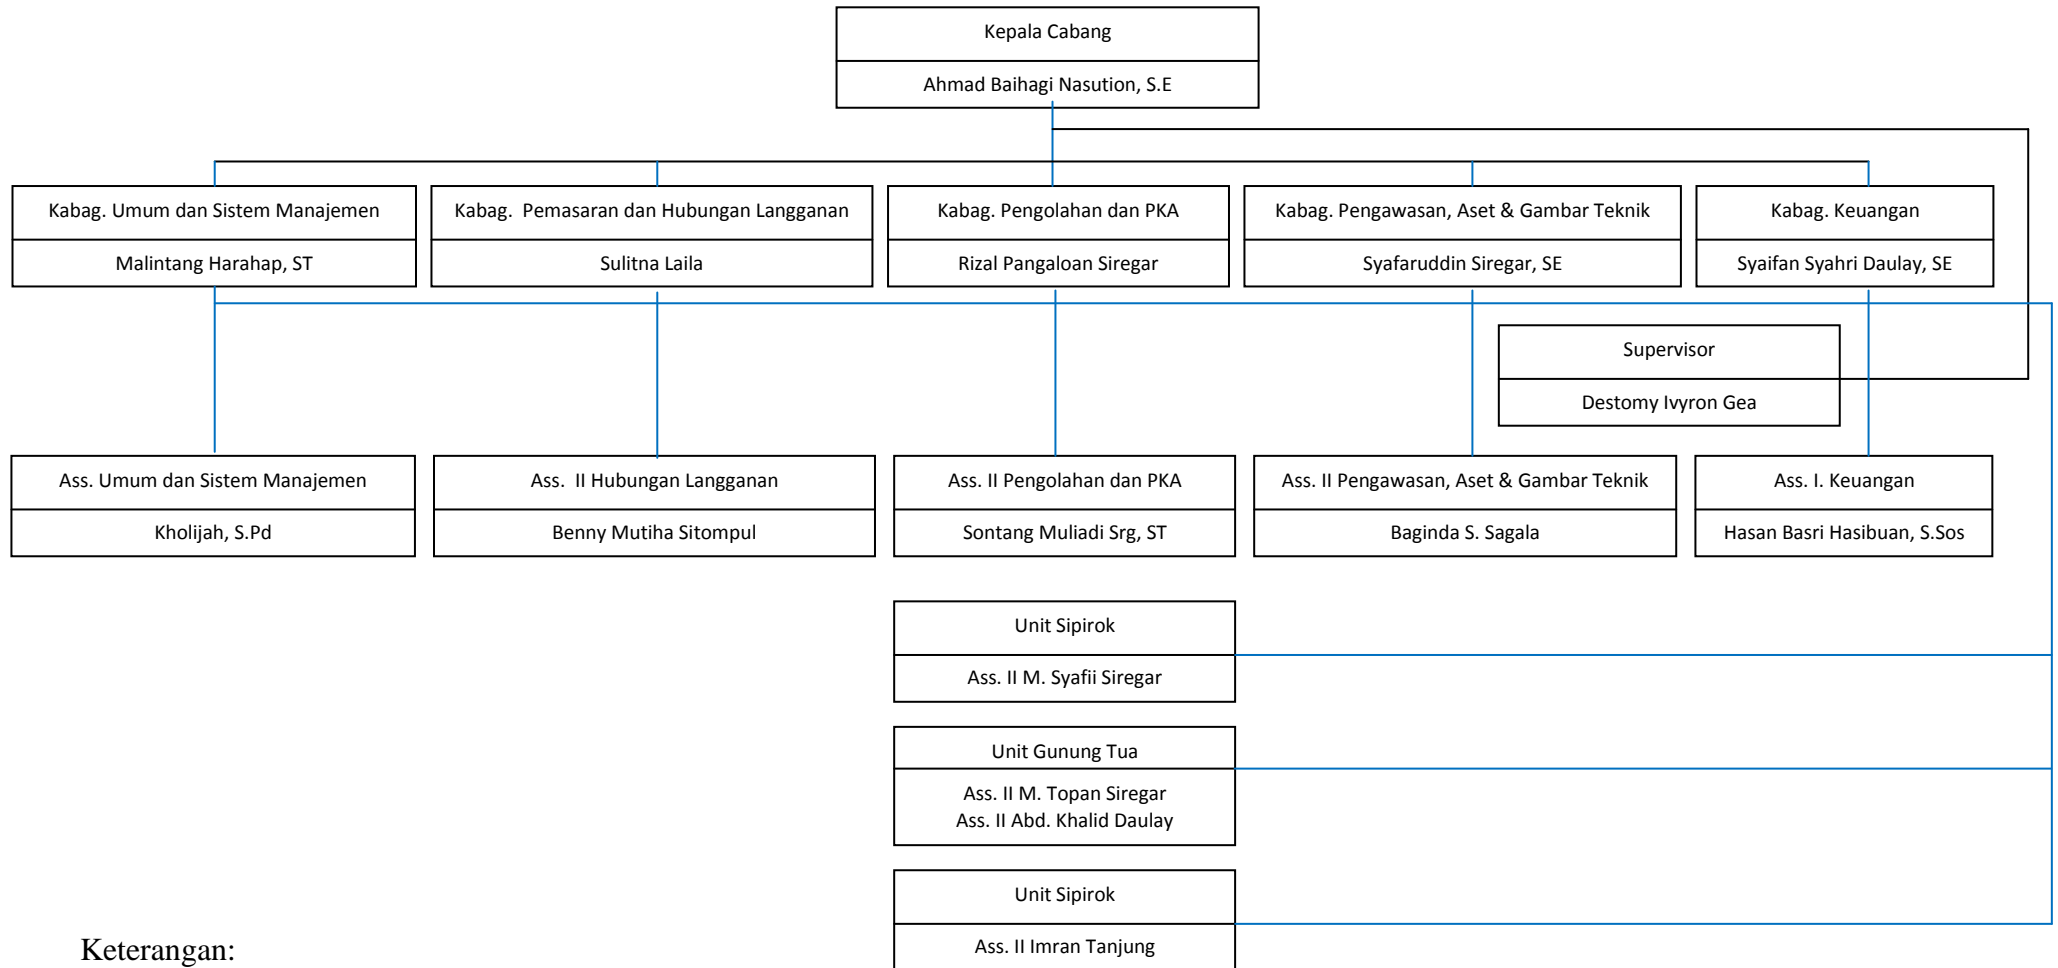 Kepala Cabang
Ahmad Baihagi Nasution, S.E
Kabag. Umum dan Sistem Manajemen
Malintang Harahap, ST
Kabag. Pemasaran dan Hubungan Langganan
Sulitna Laila
Kabag. Pengolahan dan PKA
Rizal Pangaloan Siregar
Kabag. Pengawasan, Aset & Gambar Teknik
Syafaruddin Siregar, SE
Kabag. Keuangan
Syaifan Syahri Daulay, SE
Supervisor
Destomy Ivyron Gea
Ass. Umum dan Sistem Manajemen
Kholijah, S.Pd
Ass. II Hubungan Langganan
Benny Mutiha Sitompul
Ass. II Pengolahan dan PKA
Sontang Muliadi Srg, ST
Ass. II Pengawasan, Aset & Gambar Teknik
Baginda S. Sagala
Ass. I. Keuangan
Hasan Basri Hasibuan, S.Sos
Unit Sipirok
Ass. II M. Syafii Siregar
Unit Gunung Tua
Ass. II M. Topan Siregar
Ass. II Abd. Khalid Daulay
Unit Sipirok
Ass. II Imran Tanjung
Keterangan: